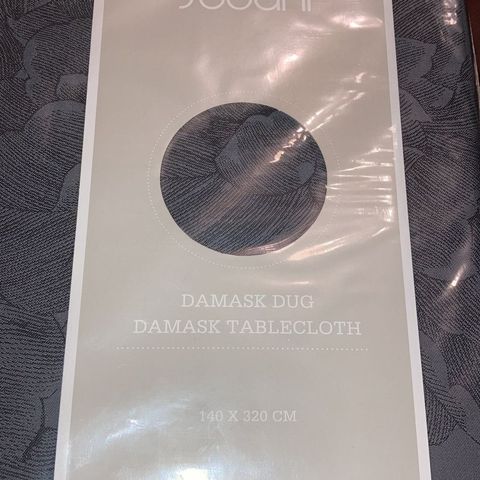 DAMASK DUG
DAMASK TABLECLOTH
140 X 320 CM